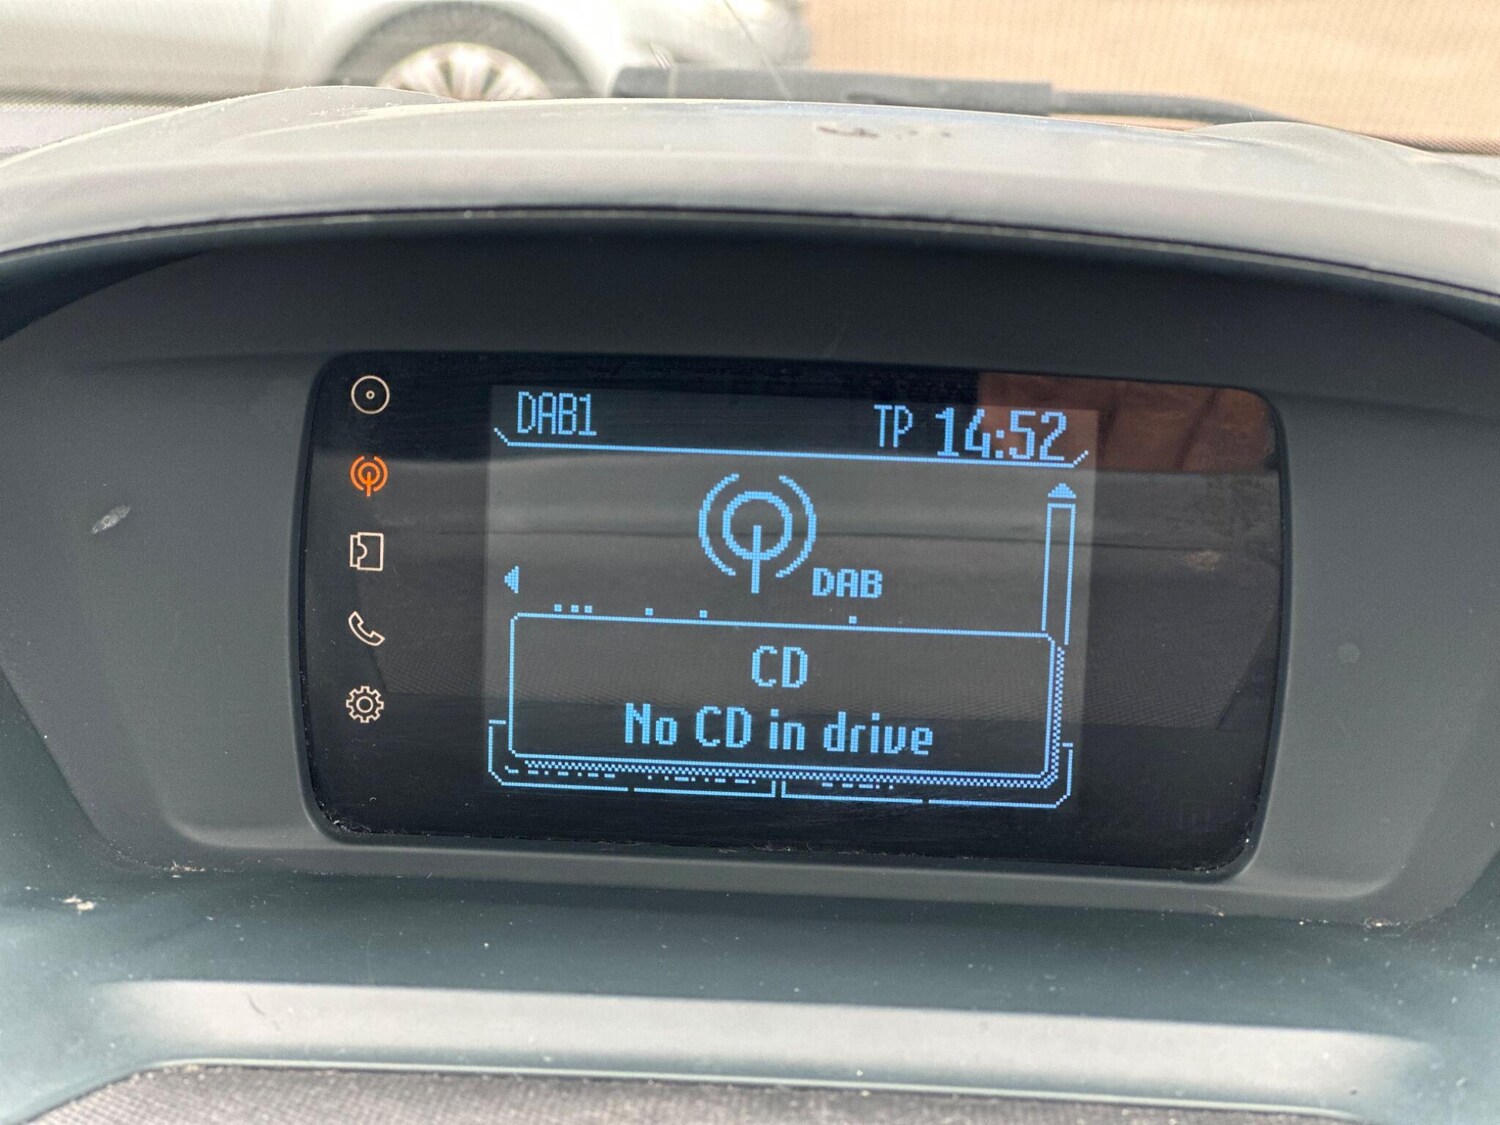 DAB1
TP 14:52
DAB
CD
No CD in drive